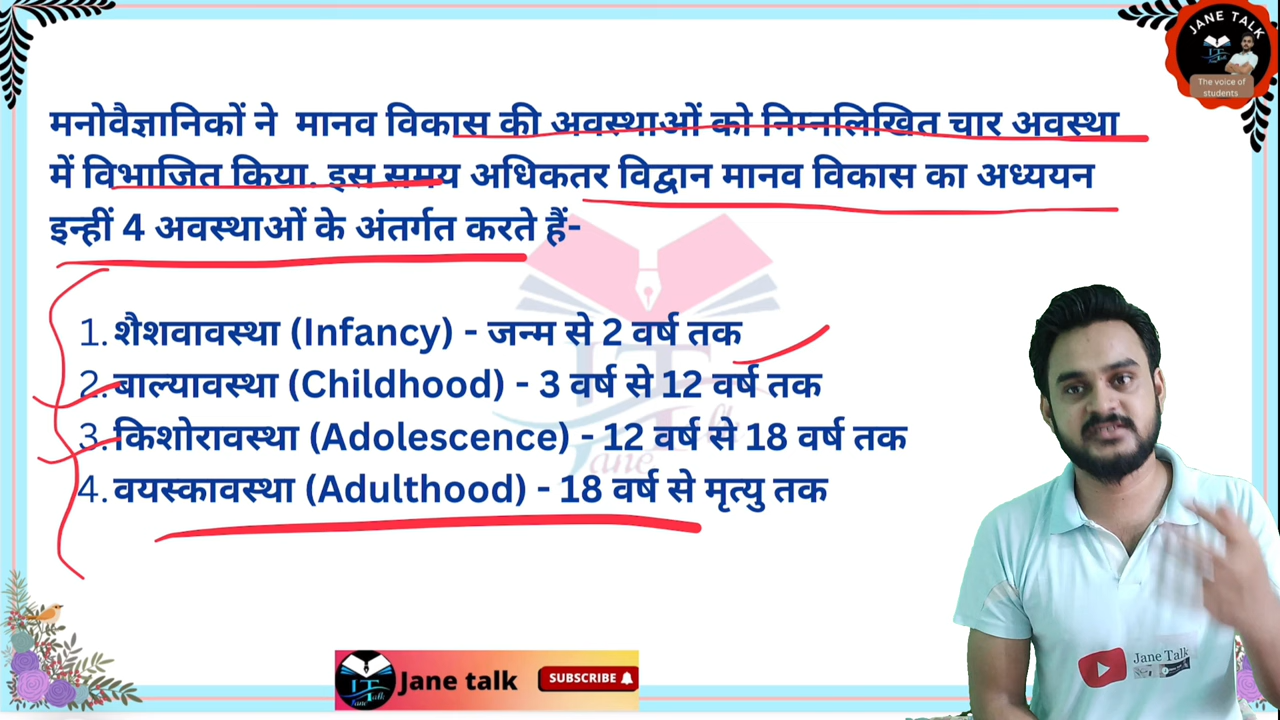 JANE TALK
The voice of
students
मनोवैज्ञानिकों ने मानव विकास की अवस्थाओं को निम्नलिखित चार अवस्था
में विभाजित किया. इस समय अधिकतर विद्वान मानव विकास का अध्ययन
इन्हीं 4 अवस्थाओं के अंतर्गत करते हैं-
1. शैशवावस्था (Infancy) - जन्म से 2 वर्ष तक
2. बाल्यावस्था (Childhood) - 3 वर्ष से 12 वर्ष तक
3. किशोरावस्था (Adolescence) - 12 वर्ष से 18 वर्ष तक
4. वयस्कावस्था (Adulthood) - 18 वर्ष से मृत्यु तक
JT Talk
Jane
Jane Talk
Jane talk
SUBSCRIBE